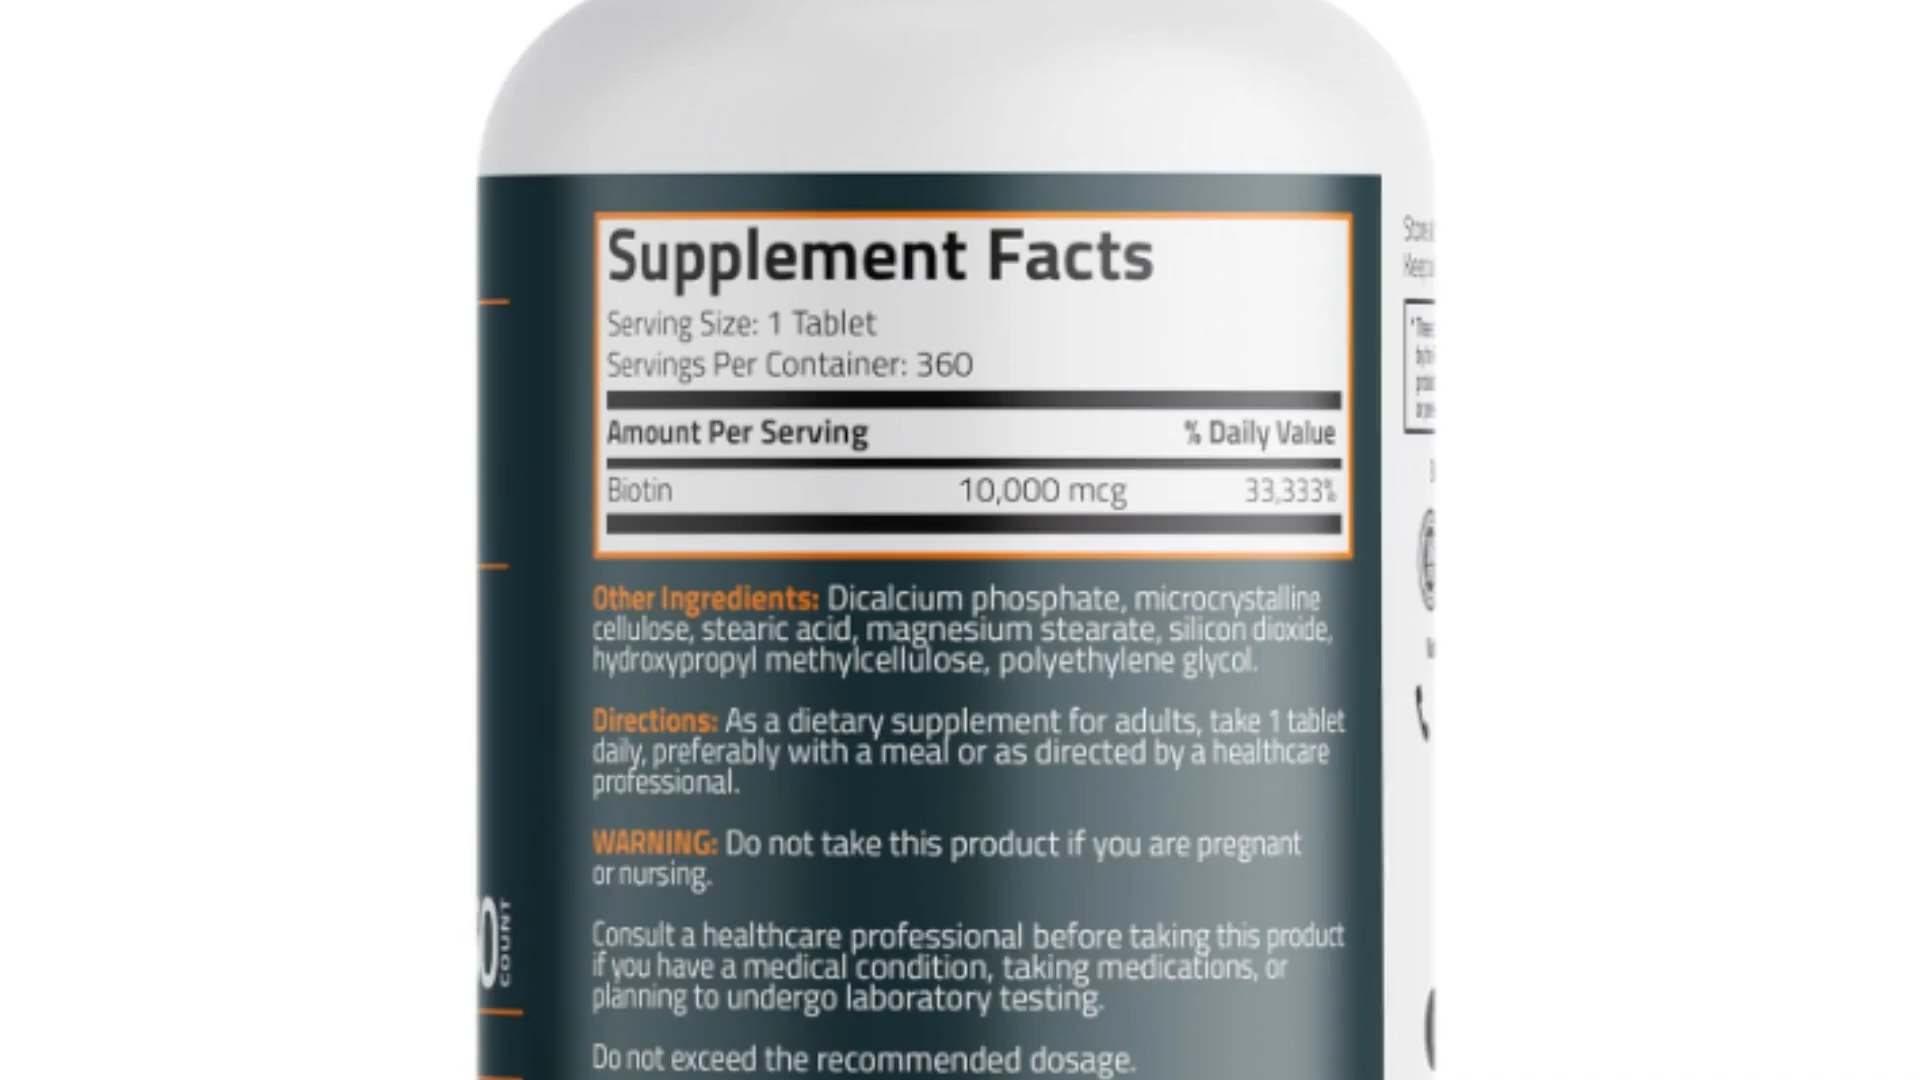 Supplement Facts
Serving Size: 1 Tablet
Servings Per Container: 360
Amount Per Serving % Daily Value
Biotin 10,000 mcg 33,333%
Other Ingredients: Dicalcium phosphate, microcrystalline
cellulose, stearic acid, magnesium stearate, silicon dioxide,
hydroxypropyl methylcellulose, polyethylene glycol.
Directions: As a dietary supplement for adults, take 1 tablet
daily, preferably with a meal or as directed by a healthcare
professional.
WARNING: Do not take this product if you are pregnant
or nursing.
Consult a healthcare professional before taking this product
if you have a medical condition, taking medications, or
planning to undergo laboratory testing.
Do not exceed the recommended dosage.
COUNT